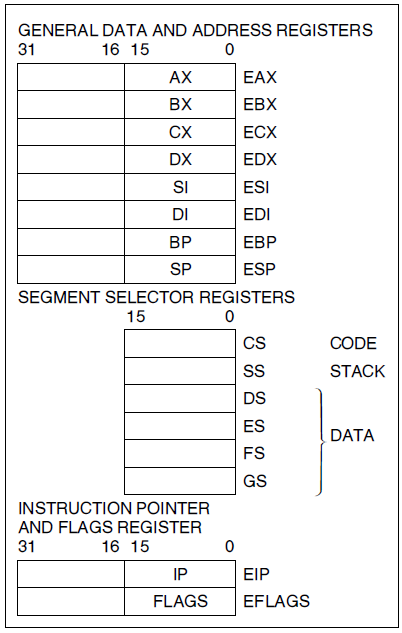 GENERAL DATA AND ADDRESS REGISTERS
31 16 15 0
AX EAX
BX EBX
CX ECX
DX EDX
SI ESI
DI EDI
BP EBP
SP ESP
SEGMENT SELECTOR REGISTERS
15 0
CS CODE
SS STACK
DS
ES
DATA
FS
GS
INSTRUCTION POINTER
AND FLAGS REGISTER
31 16 15 0
IP EIP
FLAGS EFLAGS